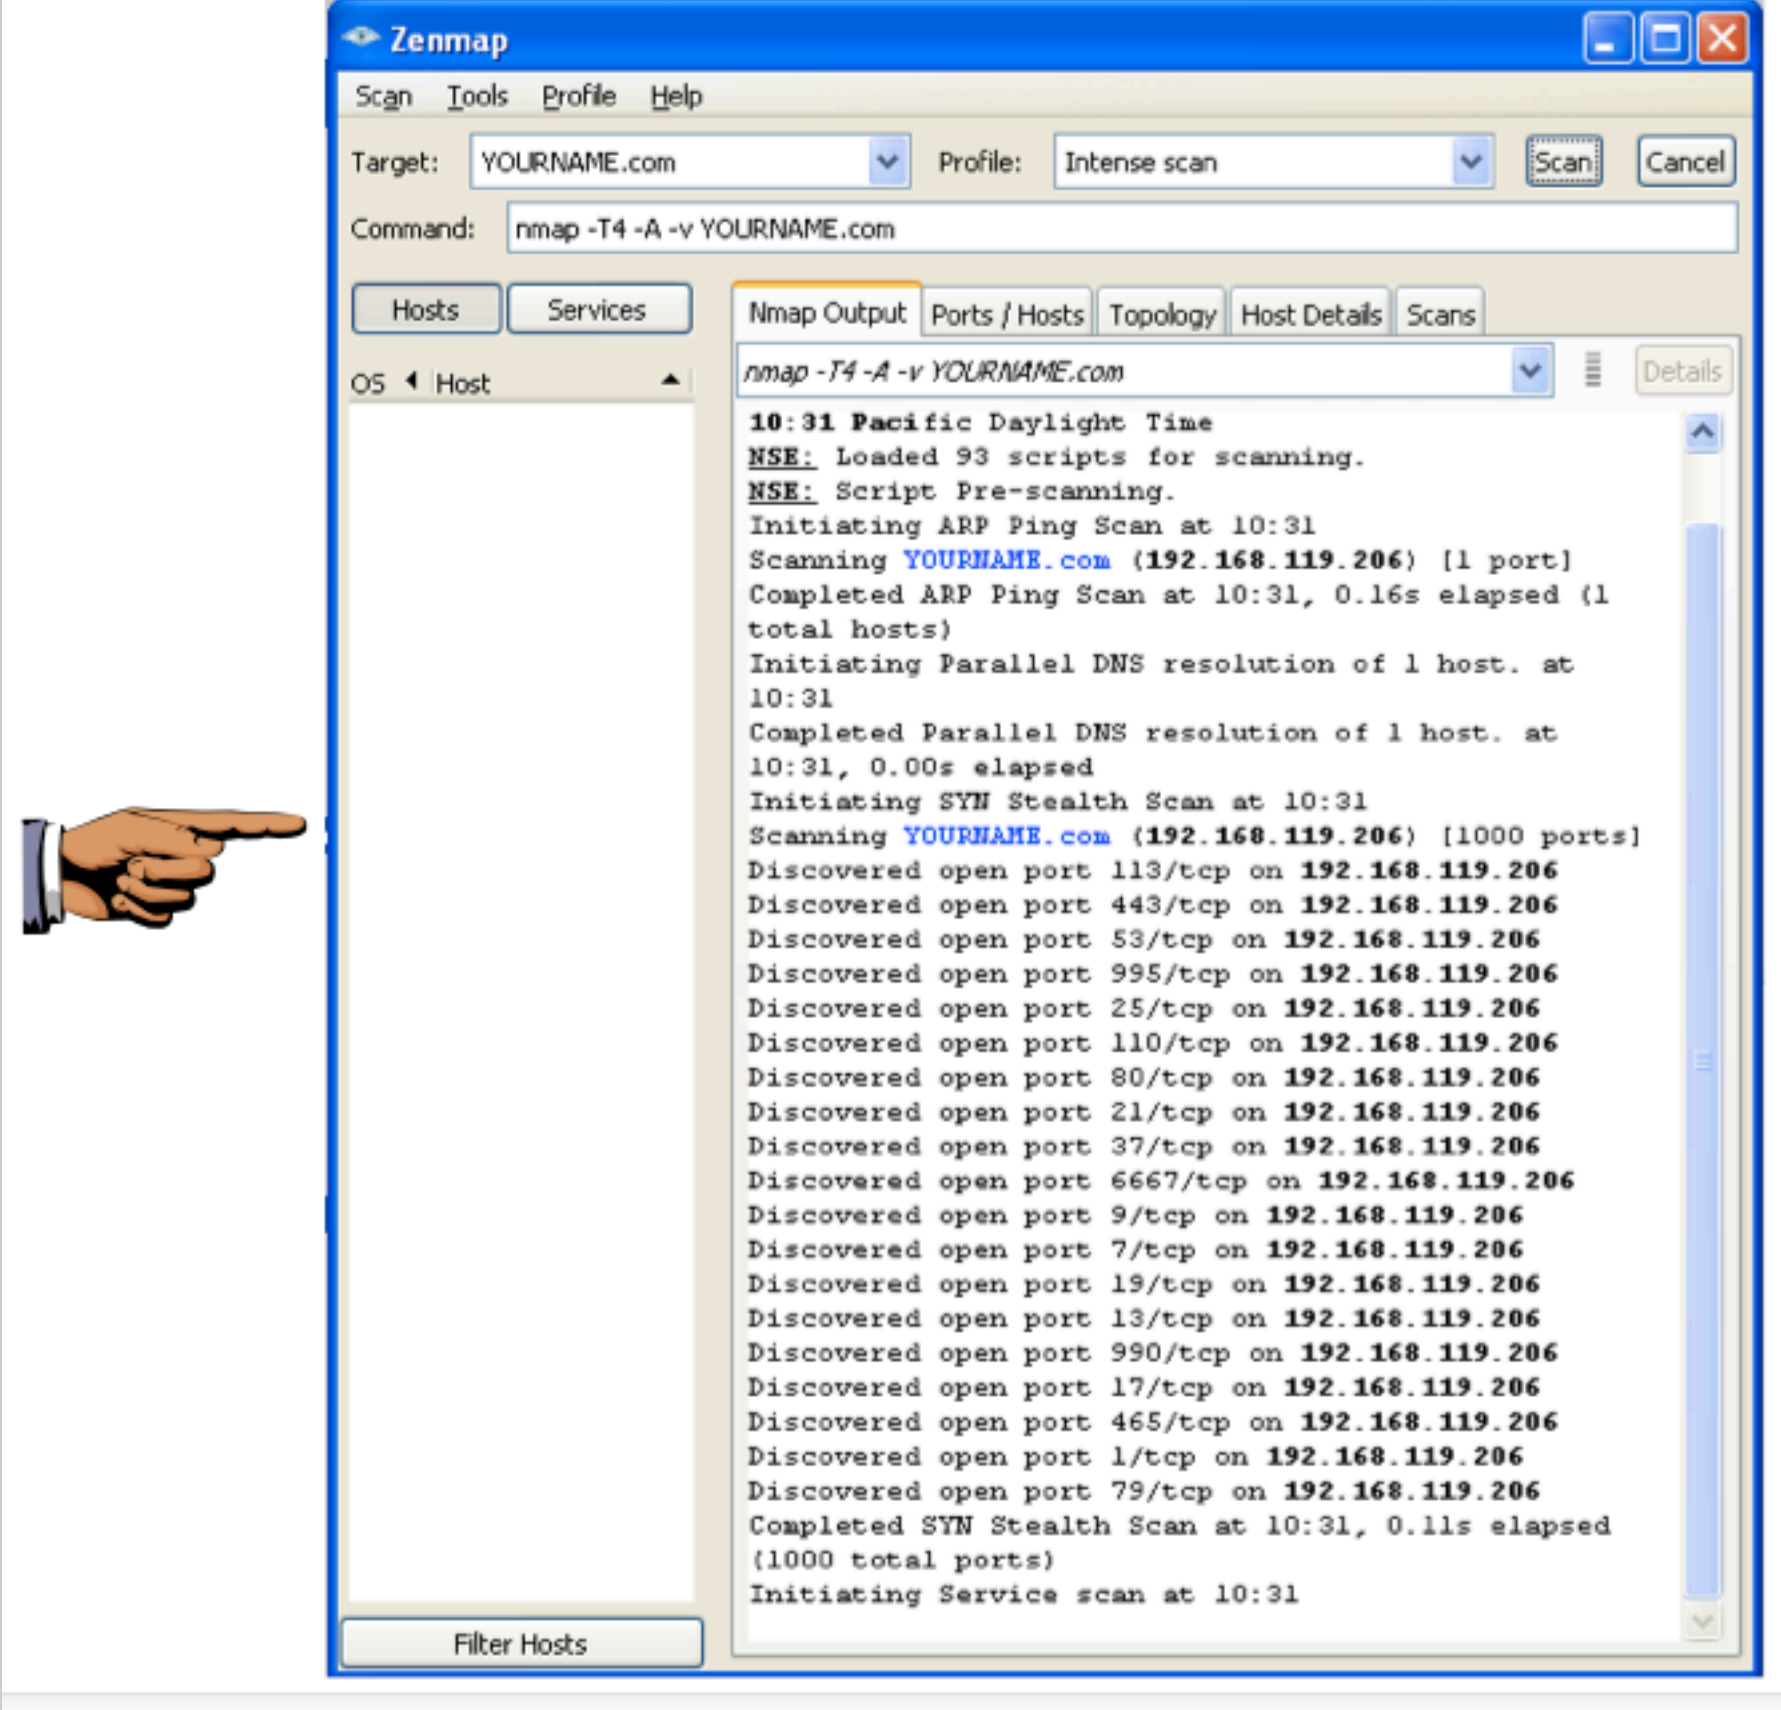 Zenmap
Scan Tools Profile Help
Target: YOURNAME.com Profile: Intense scan Scan Cancel
Command: nmap -T4 -A -v YOURNAME.com
Hosts Services
Nmap Output Ports / Hosts Topology Host Details Scans
OS Host
nmap -T4 -A -v YOURNAME.com Details
10:31 Pacific Daylight Time
NSE: Loaded 93 scripts for scanning.
NSE: Script Pre-scanning.
Initiating ARP Ping Scan at 10:31
Scanning YOURNAME.com (192.168.119.206) [1 port]
Completed ARP Ping Scan at 10:31, 0.16s elapsed (1
total hosts)
Initiating Parallel DNS resolution of 1 host. at
10:31
Completed Parallel DNS resolution of 1 host. at
10:31, 0.00s elapsed
Initiating SYN Stealth Scan at 10:31
Scanning YOURNAME.com (192.168.119.206) [1000 ports]
Discovered open port 113/tcp on 192.168.119.206
Discovered open port 443/tcp on 192.168.119.206
Discovered open port 53/tcp on 192.168.119.206
Discovered open port 995/tcp on 192.168.119.206
Discovered open port 25/tcp on 192.168.119.206
Discovered open port 110/tcp on 192.168.119.206
Discovered open port 80/tcp on 192.168.119.206
Discovered open port 21/tcp on 192.168.119.206
Discovered open port 37/tcp on 192.168.119.206
Discovered open port 6667/tcp on 192.168.119.206
Discovered open port 9/tcp on 192.168.119.206
Discovered open port 7/tcp on 192.168.119.206
Discovered open port 19/tcp on 192.168.119.206
Discovered open port 13/tcp on 192.168.119.206
Discovered open port 990/tcp on 192.168.119.206
Discovered open port 17/tcp on 192.168.119.206
Discovered open port 465/tcp on 192.168.119.206
Discovered open port 1/tcp on 192.168.119.206
Discovered open port 79/tcp on 192.168.119.206
Completed SYN Stealth Scan at 10:31, 0.11s elapsed
(1000 total ports)
Initiating Service scan at 10:31
Filter Hosts